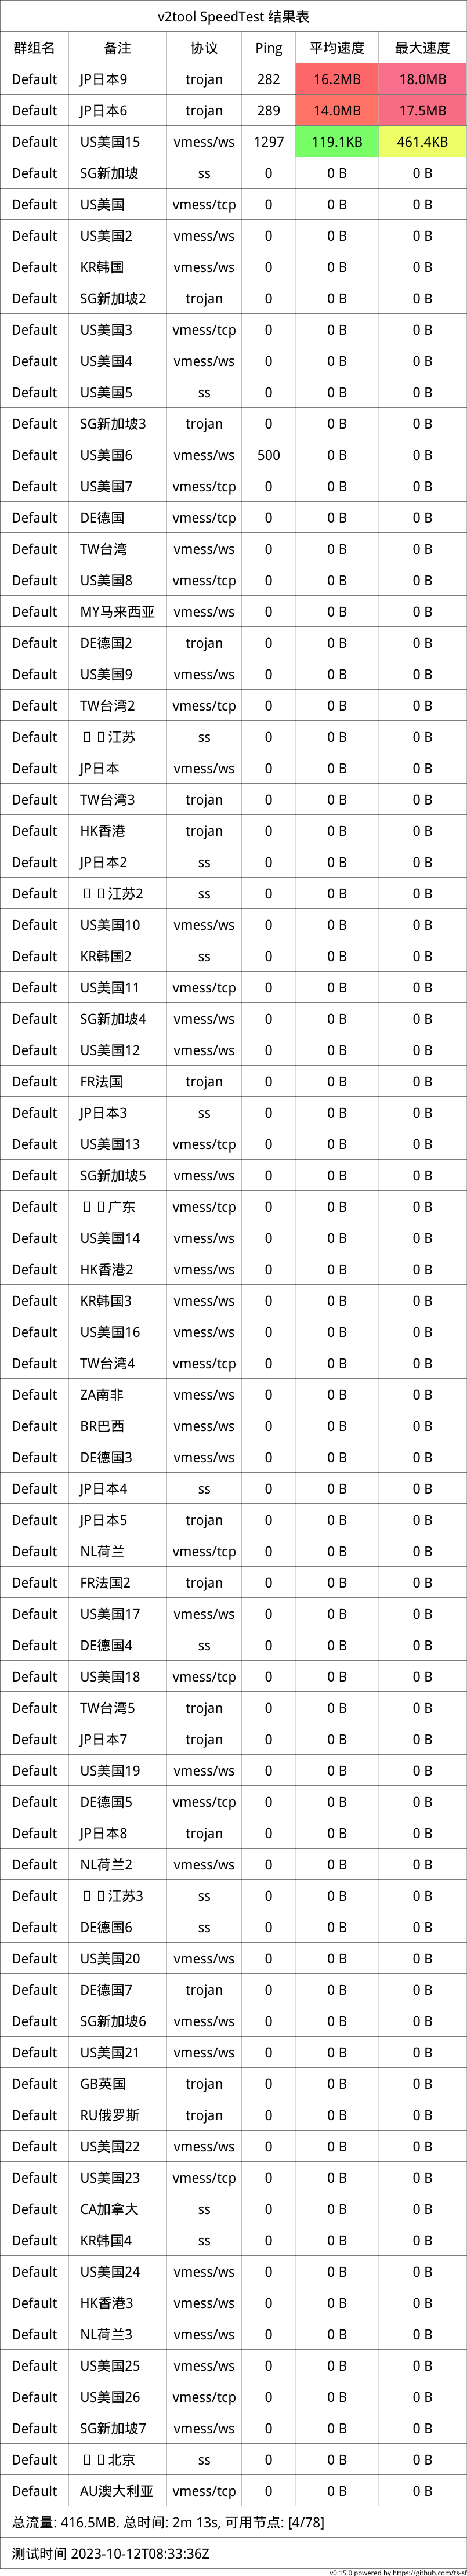 v2tool SpeedTest 结果表
群组名 备注 协议 Ping 平均速度 最大速度
Default JP日本9 trojan 282 16.2MB 18.0MB
Default JP日本6 trojan 289 14.0MB 17.5MB
Default US美国15 vmess/ws 1297 119.1KB 461.4KB
Default SG新加坡 ss 0 0 B 0 B
Default US美国 vmess/tcp 0 0 B 0 B
Default US美国2 vmess/ws 0 0 B 0 B
Default KR韩国 vmess/ws 0 0 B 0 B
Default SG新加坡2 trojan 0 0 B 0 B
Default US美国3 vmess/tcp 0 0 B 0 B
Default US美国4 vmess/ws 0 0 B 0 B
Default US美国5 ss 0 0 B 0 B
Default SG新加坡3 trojan 0 0 B 0 B
Default US美国6 vmess/ws 500 0 B 0 B
Default US美国7 vmess/tcp 0 0 B 0 B
Default DE德国 vmess/tcp 0 0 B 0 B
Default TW台湾 vmess/ws 0 0 B 0 B
Default US美国8 vmess/tcp 0 0 B 0 B
Default MY马来西亚 vmess/ws 0 0 B 0 B
Default DE德国2 trojan 0 0 B 0 B
Default US美国9 vmess/ws 0 0 B 0 B
Default TW台湾2 vmess/tcp 0 0 B 0 B
Default 江苏 ss 0 0 B 0 B
Default JP日本 vmess/ws 0 0 B 0 B
Default TW台湾3 trojan 0 0 B 0 B
Default HK香港 trojan 0 0 B 0 B
Default JP日本2 ss 0 0 B 0 B
Default 江苏2 ss 0 0 B 0 B
Default US美国10 vmess/ws 0 0 B 0 B
Default KR韩国2 ss 0 0 B 0 B
Default US美国11 vmess/tcp 0 0 B 0 B
Default SG新加坡4 vmess/ws 0 0 B 0 B
Default US美国12 vmess/ws 0 0 B 0 B
Default FR法国 trojan 0 0 B 0 B
Default JP日本3 ss 0 0 B 0 B
Default US美国13 vmess/tcp 0 0 B 0 B
Default SG新加坡5 vmess/ws 0 0 B 0 B
Default 广东 vmess/tcp 0 0 B 0 B
Default US美国14 vmess/ws 0 0 B 0 B
Default HK香港2 vmess/ws 0 0 B 0 B
Default KR韩国3 vmess/ws 0 0 B 0 B
Default US美国16 vmess/ws 0 0 B 0 B
Default TW台湾4 vmess/tcp 0 0 B 0 B
Default ZA南非 vmess/ws 0 0 B 0 B
Default BR巴西 vmess/ws 0 0 B 0 B
Default DE德国3 vmess/ws 0 0 B 0 B
Default JP日本4 ss 0 0 B 0 B
Default JP日本5 trojan 0 0 B 0 B
Default NL荷兰 vmess/tcp 0 0 B 0 B
Default FR法国2 trojan 0 0 B 0 B
Default US美国17 vmess/ws 0 0 B 0 B
Default DE德国4 ss 0 0 B 0 B
Default US美国18 vmess/tcp 0 0 B 0 B
Default TW台湾5 trojan 0 0 B 0 B
Default JP日本7 trojan 0 0 B 0 B
Default US美国19 vmess/ws 0 0 B 0 B
Default DE德国5 vmess/tcp 0 0 B 0 B
Default JP日本8 trojan 0 0 B 0 B
Default NL荷兰2 vmess/ws 0 0 B 0 B
Default 江苏3 ss 0 0 B 0 B
Default DE德国6 ss 0 0 B 0 B
Default US美国20 vmess/ws 0 0 B 0 B
Default DE德国7 trojan 0 0 B 0 B
Default SG新加坡6 vmess/ws 0 0 B 0 B
Default US美国21 vmess/ws 0 0 B 0 B
Default GB英国 trojan 0 0 B 0 B
Default RU俄罗斯 trojan 0 0 B 0 B
Default US美国22 vmess/ws 0 0 B 0 B
Default US美国23 vmess/tcp 0 0 B 0 B
Default CA加拿大 ss 0 0 B 0 B
Default KR韩国4 ss 0 0 B 0 B
Default US美国24 vmess/ws 0 0 B 0 B
Default HK香港3 vmess/ws 0 0 B 0 B
Default NL荷兰3 vmess/ws 0 0 B 0 B
Default US美国25 vmess/ws 0 0 B 0 B
Default US美国26 vmess/tcp 0 0 B 0 B
Default SG新加坡7 vmess/ws 0 0 B 0 B
Default 北京 ss 0 0 B 0 B
Default AU澳大利亚 vmess/tcp 0 0 B 0 B
总流量: 416.5MB. 总时间: 2m 13s, 可用节点: [4/78]
测试时间 2023-10-12T08:33:36Z
v0.15.0 powered by https://github.com/ts-sf